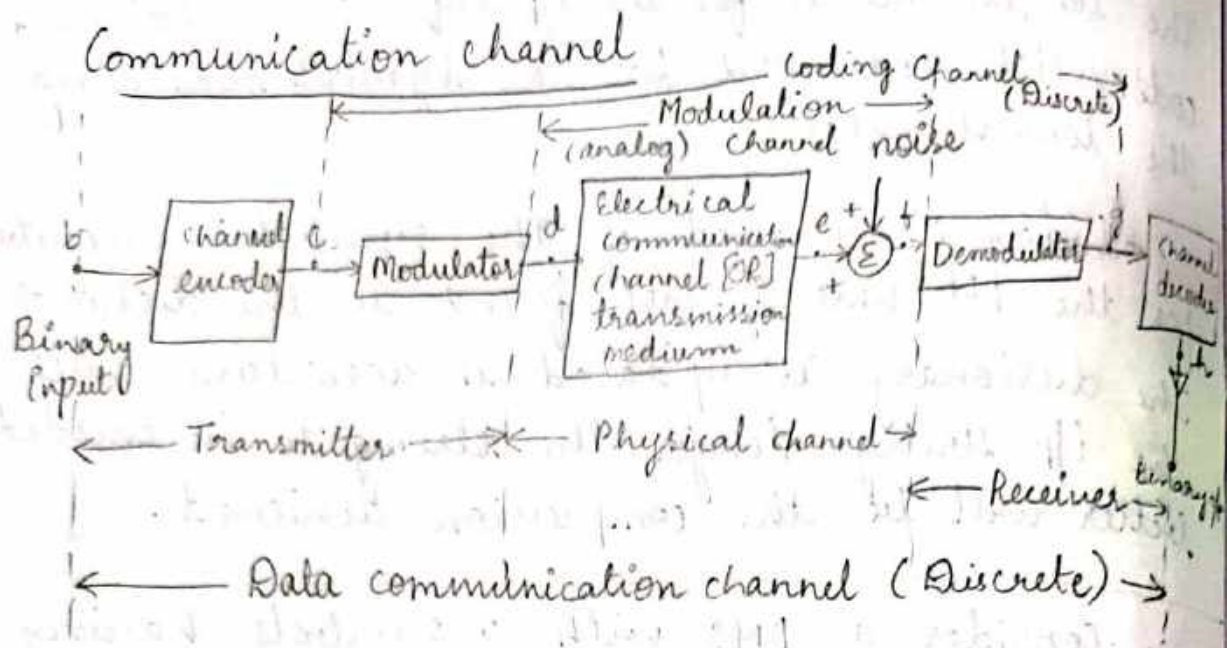 Communication channel
Coding Channel
(Discrete)
Modulation
(analog) channel noise
b
channel
encoder
c
Modulator
d
Electrical
communication
channel [OR]
transmission
medium
e
+
+
Σ
f
Demodulator
g
channel
decoder
h
Binary
Input
Transmitter
Physical channel
Receiver
Data communication channel (Discrete)